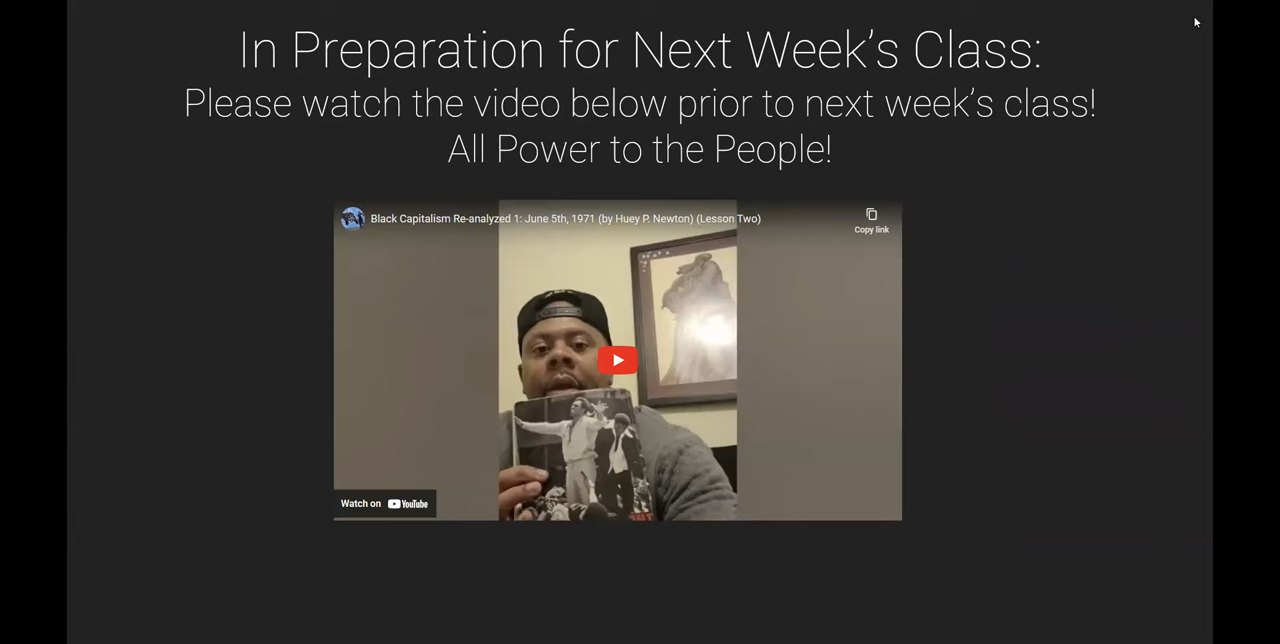 In Preparation for Next Week’s Class:
Please watch the video below prior to next week’s class!
All Power to the People!
Black Capitalism Re-analyzed 1: June 5th, 1971 (by Huey P. Newton) (Lesson Two)
Copy link
Watch on YouTube